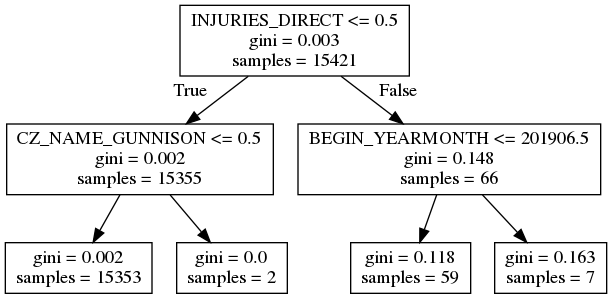 INJURIES_DIRECT <= 0.5
gini = 0.003
samples = 15421
True
False
CZ_NAME_GUNNISON <= 0.5
gini = 0.002
samples = 15355
BEGIN_YEARMONTH <= 201906.5
gini = 0.148
samples = 66
gini = 0.002
samples = 15353
gini = 0.0
samples = 2
gini = 0.118
samples = 59
gini = 0.163
samples = 7